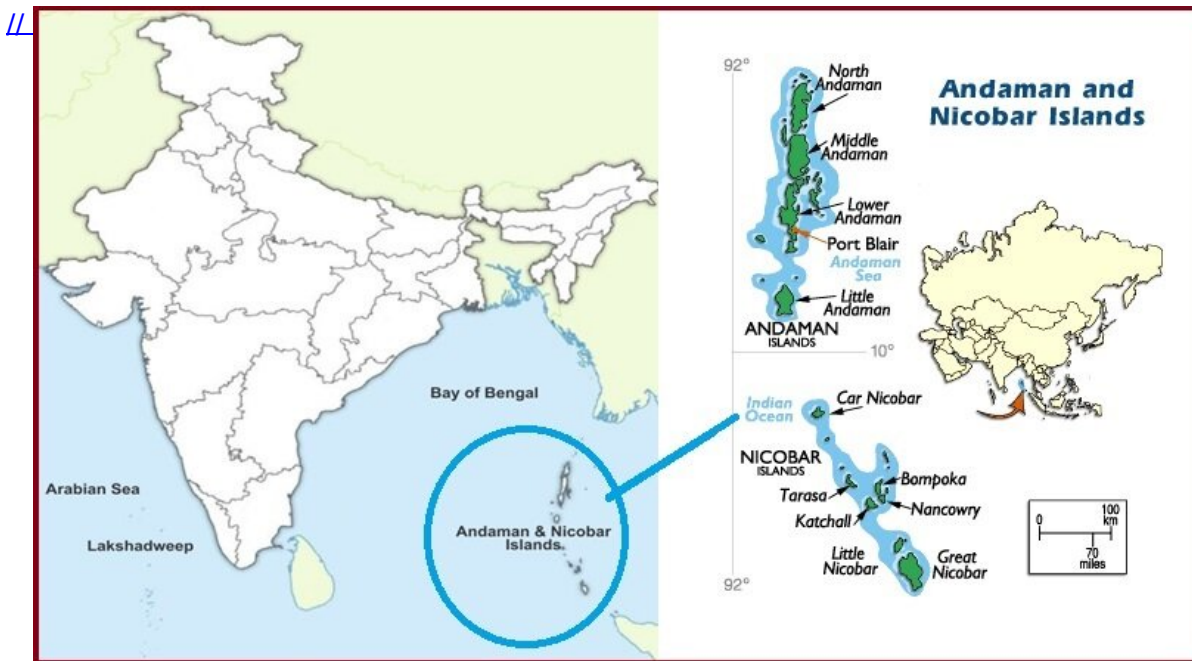 //
Bay of Bengal
Arabian Sea
Lakshadweep
Andaman & Nicobar
Islands
Andaman and
Nicobar Islands
92°
North
Andaman
Middle
Andaman
Lower
Andaman
Port Blair
Andaman
Sea
Little
Andaman
ANDAMAN
ISLANDS
10°
Indian
Ocean
Car Nicobar
NICOBAR
ISLANDS
Tarasa
Bompoka
Nancowry
Katchall
Little
Nicobar
Great
Nicobar
92°
0 100
km
70
miles